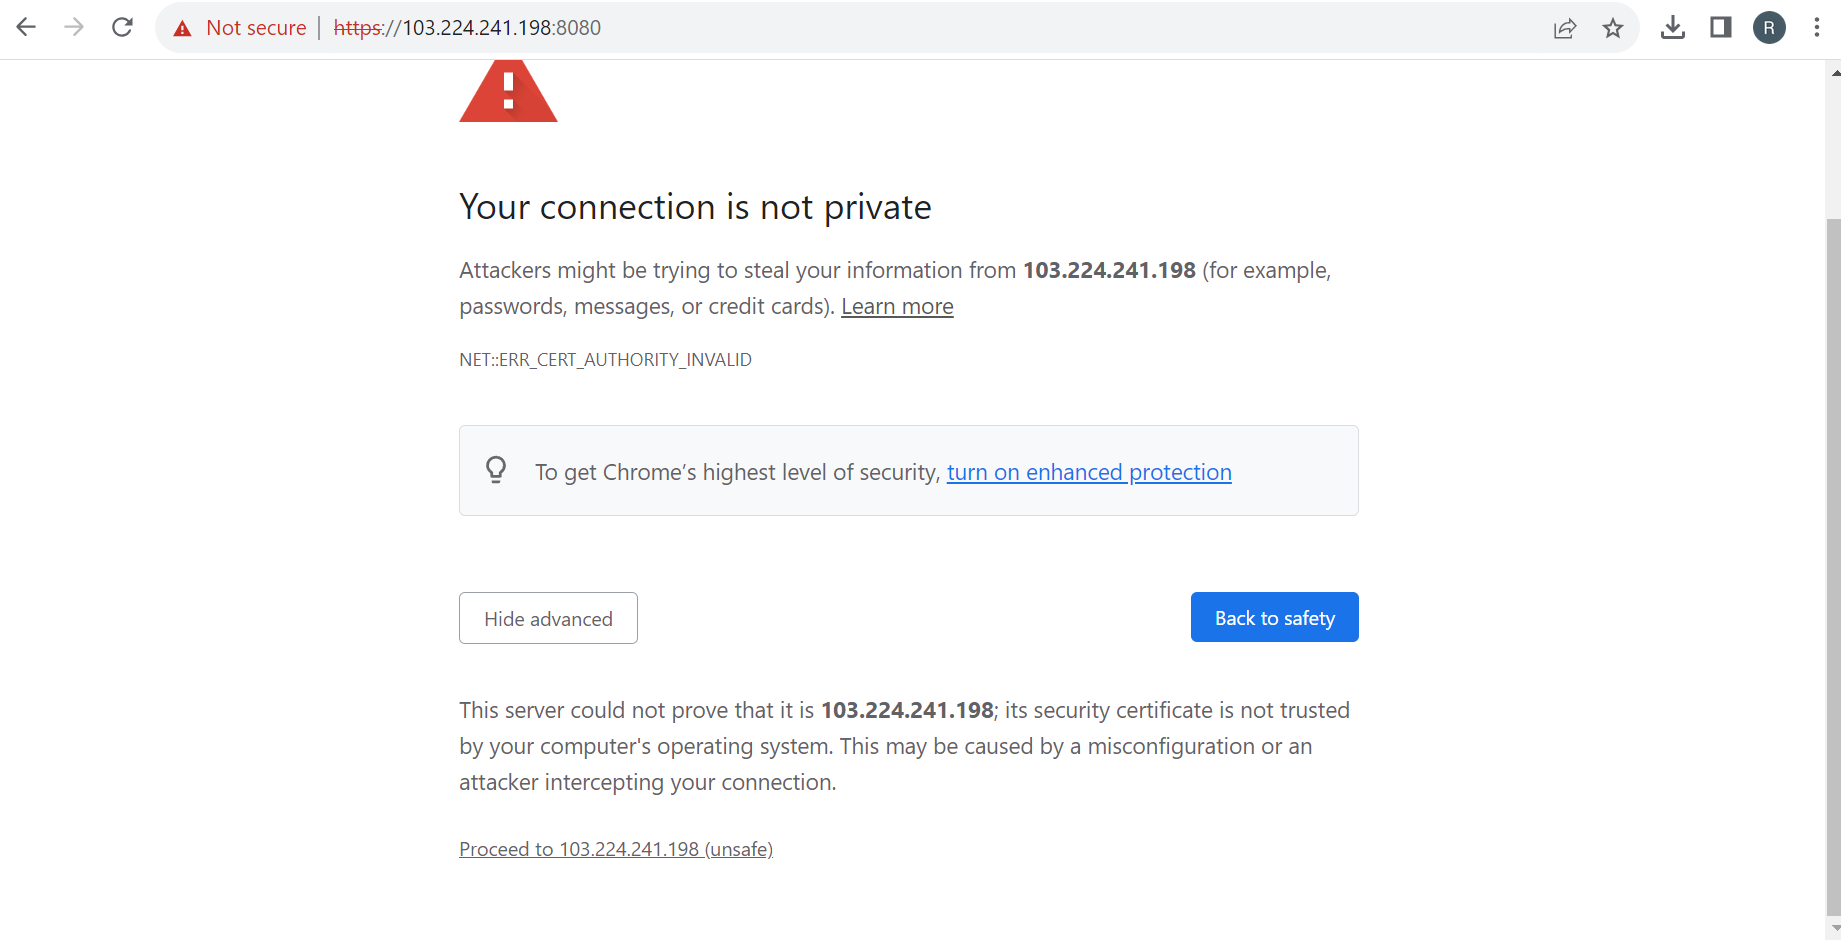 Not secure | https://103.224.241.198:8080
R
Your connection is not private
Attackers might be trying to steal your information from 103.224.241.198 (for example,
passwords, messages, or credit cards). Learn more
NET::ERR_CERT_AUTHORITY_INVALID
To get Chrome’s highest level of security, turn on enhanced protection
Hide advanced
Back to safety
This server could not prove that it is 103.224.241.198; its security certificate is not trusted
by your computer's operating system. This may be caused by a misconfiguration or an
attacker intercepting your connection.
Proceed to 103.224.241.198 (unsafe)